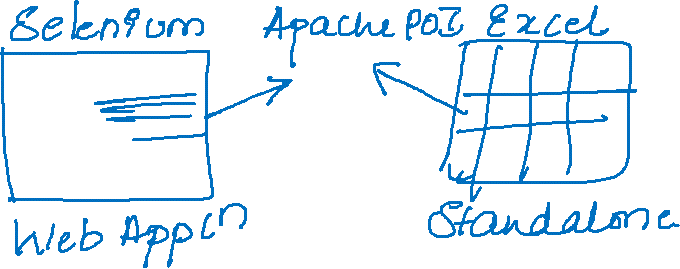 Selenium Apache POI Excel
Web Appln Standalone